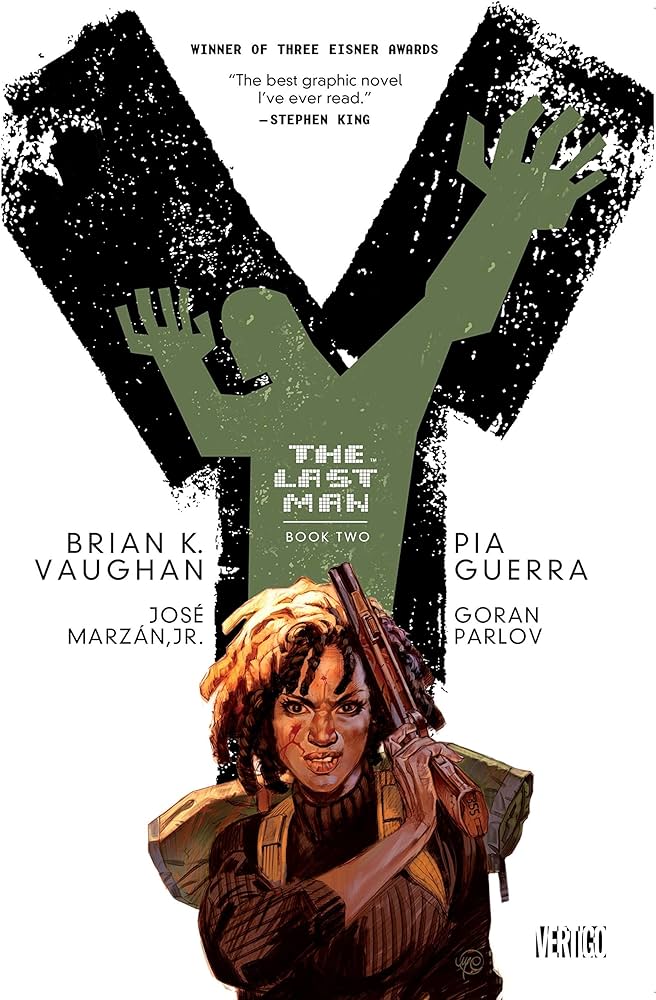 WINNER OF THREE EISNER AWARDS
“The best graphic novel
I’ve ever read.”
—STEPHEN KING
THE™
LAST
MAN
BOOK TWO
BRIAN K.
VAUGHAN
PIA
GUERRA
JOSÉ
MARZÁN, JR.
GORAN
PARLOV
VERTIGO